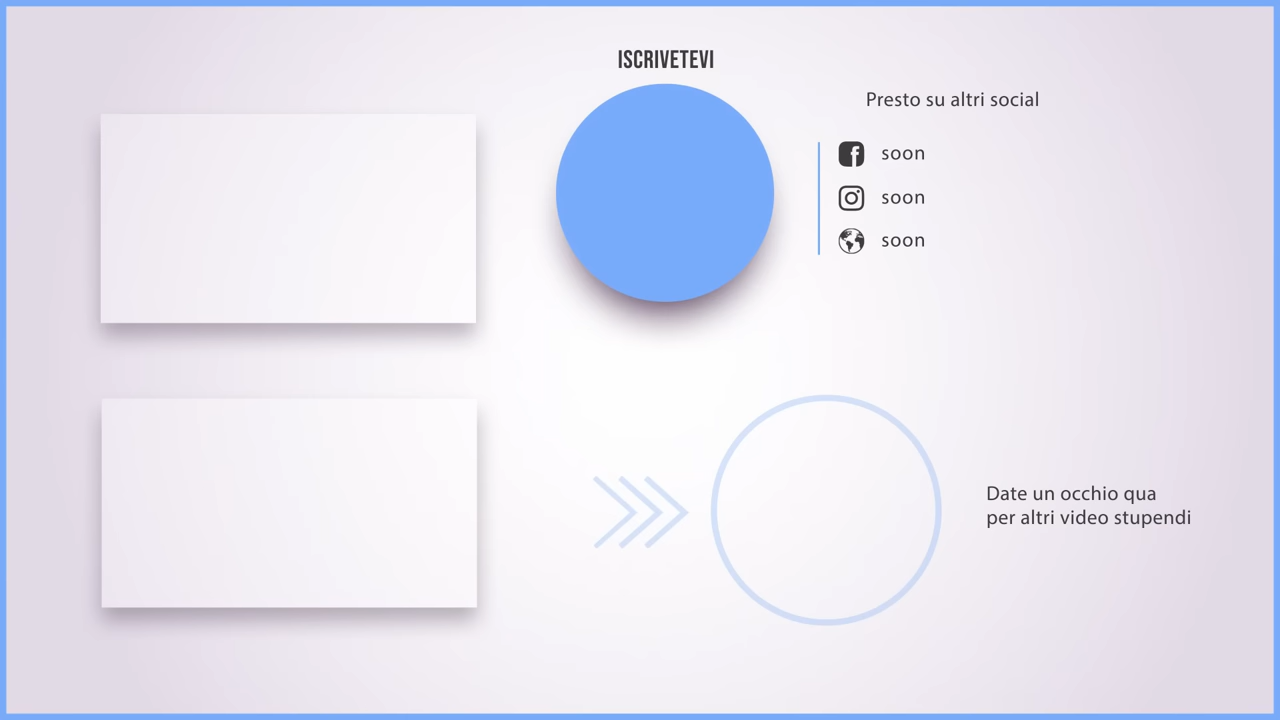 ISCRIVETEVI
Presto su altri social
soon
soon
soon
Date un occhio qua
per altri video stupendi